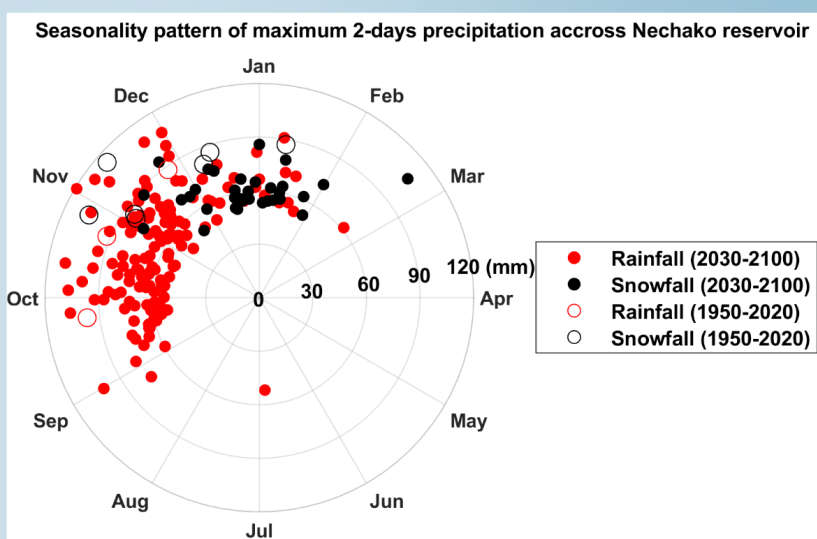 Seasonality pattern of maximum 2-days precipitation accross Nechako reservoir
Jan
Dec
Feb
Nov
Mar
120 (mm)
90
60
30
0
Oct
Apr
Rainfall (2030-2100)
Snowfall (2030-2100)
Rainfall (1950-2020)
Snowfall (1950-2020)
Sep
May
Aug
Jun
Jul